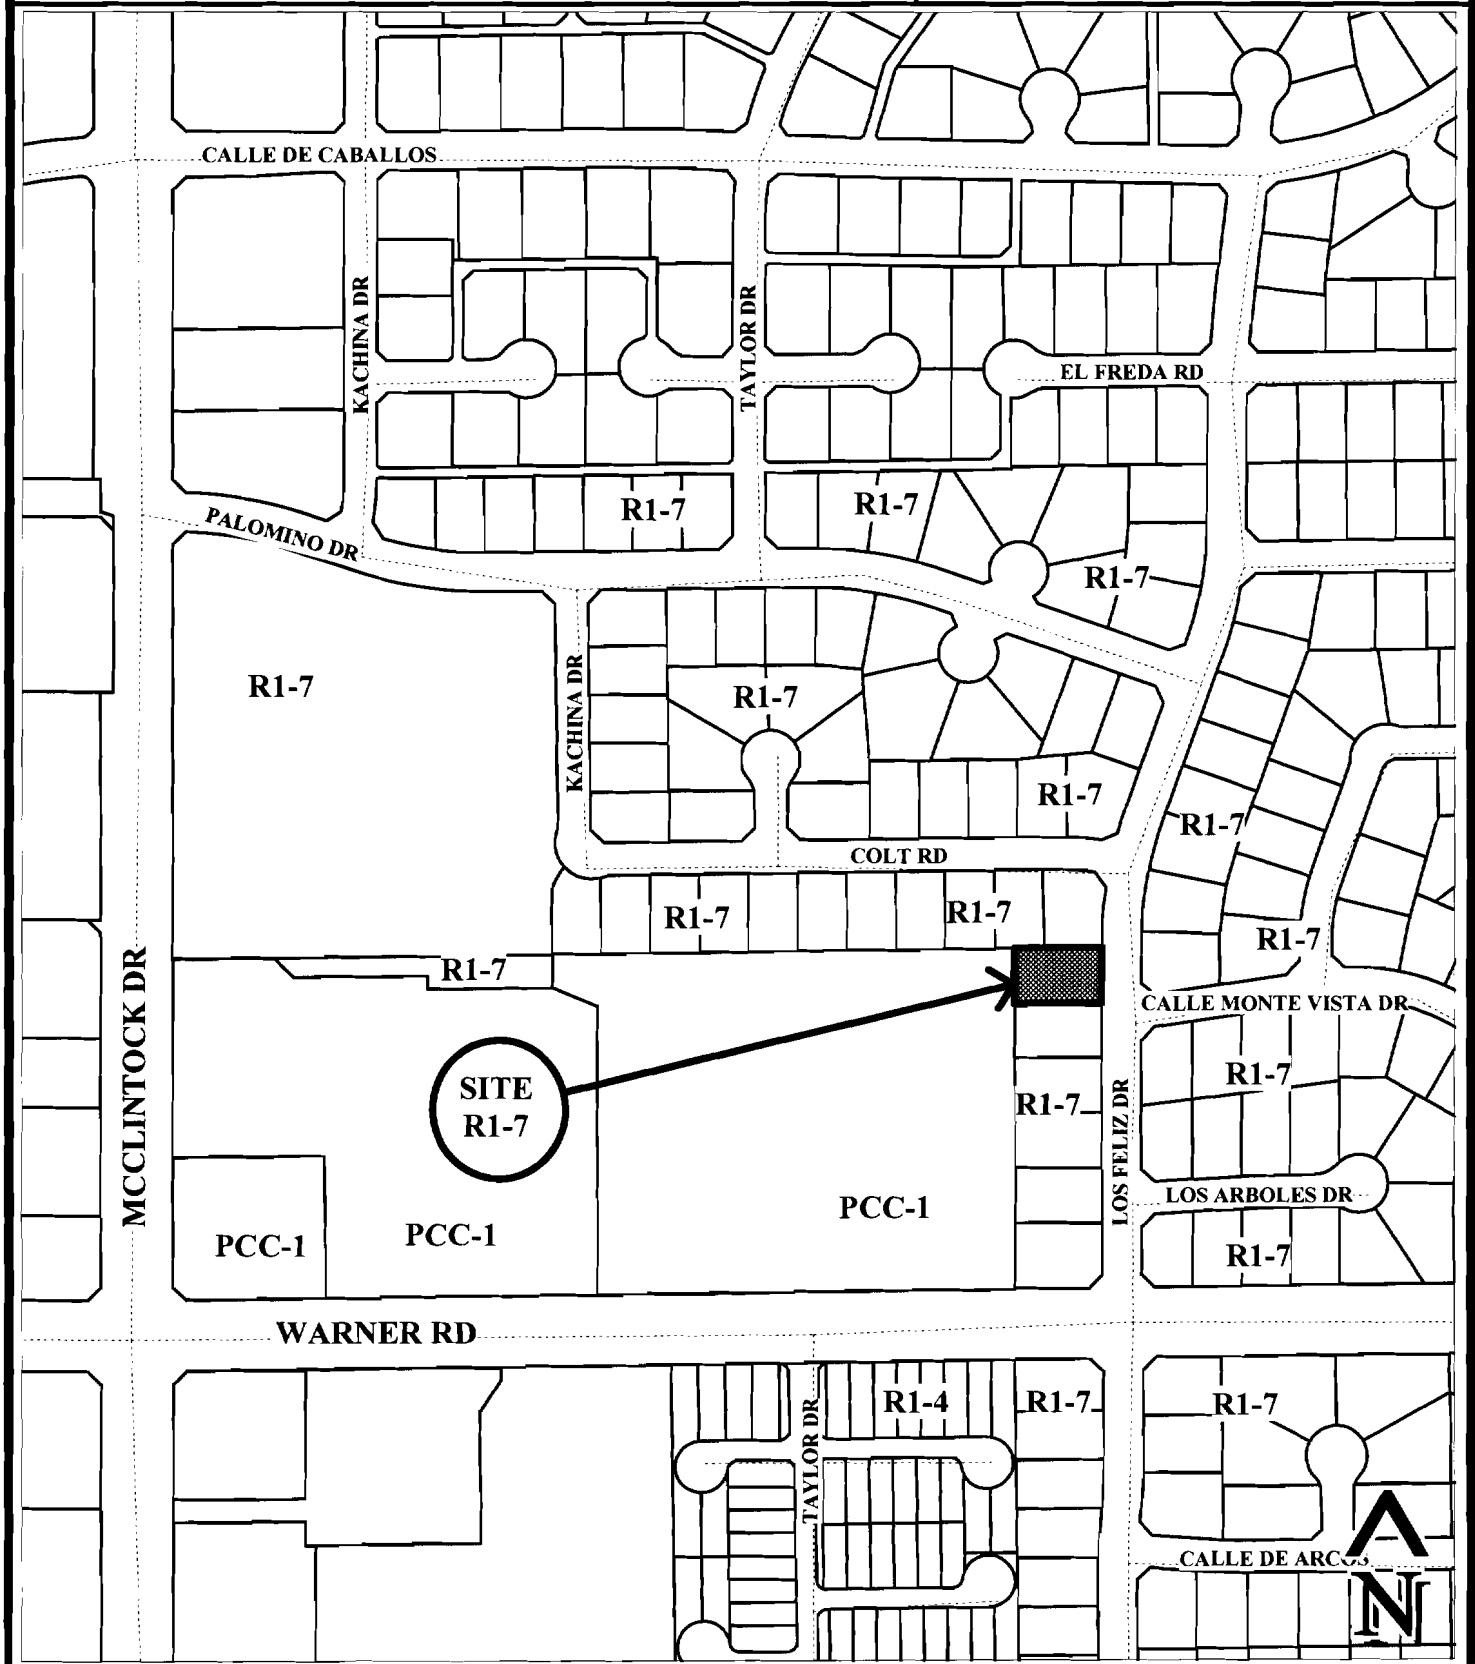 CALLE DE CABALLOS
KACHINA DR
TAYLOR DR
EL FREDA RD
R1-7
R1-7
PALOMINO DR
R1-7
R1-7
R1-7
KACHINA DR
R1-7
R1-7
COLT RD
R1-7
R1-7
R1-7
R1-7
MCCLINTOCK DR
CALLE MONTE VISTA DR
SITE
R1-7
R1-7
R1-7
LOS FELIZ DR
LOS ARBOLES DR
PCC-1
PCC-1
PCC-1
R1-7
WARNER RD
TAYLOR DR
R1-4
R1-7
R1-7
CALLE DE ARCOS
N